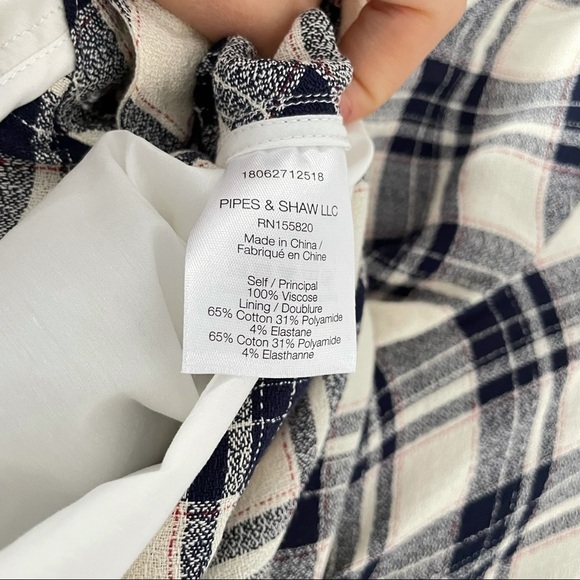 18062712518
PIPES & SHAW LLC
RN155820
Made in China /
Fabriqué en Chine
Self / Principal
100% Viscose
Lining / Doublure
65% Cotton 31% Polyamide
4% Elastane
65% Coton 31% Polyamide
4% Elasthanne